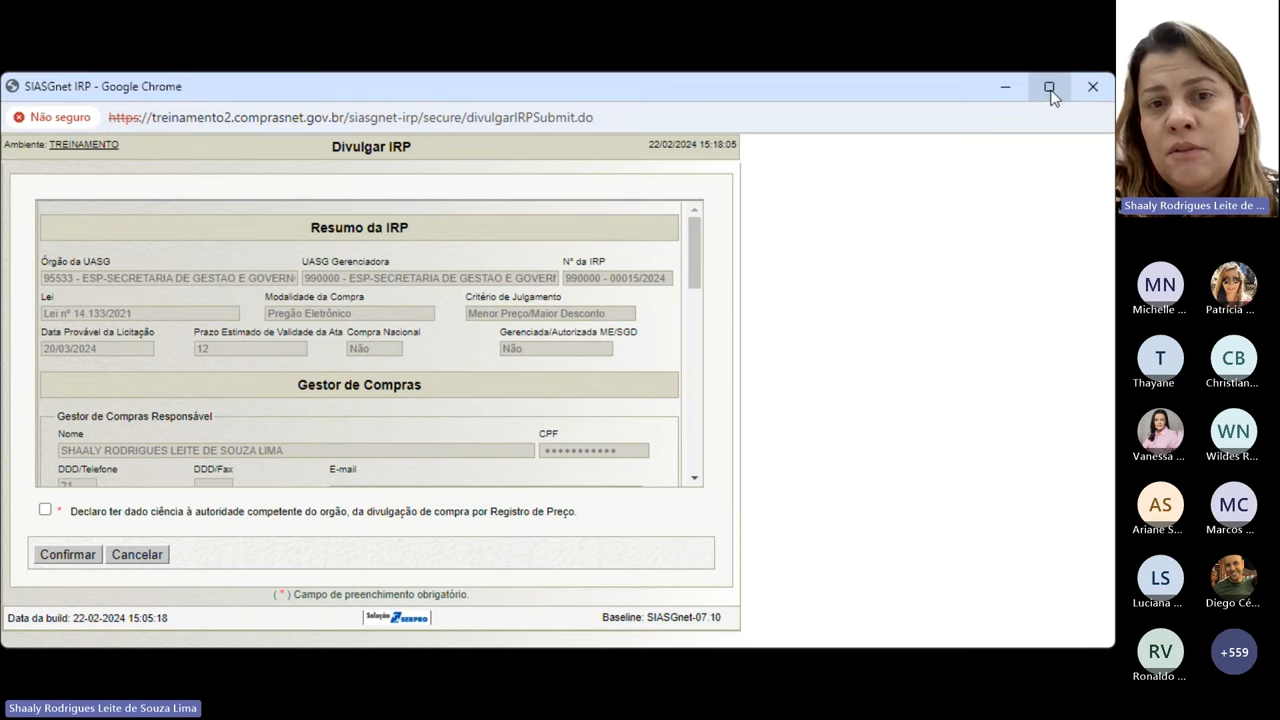 SIASGnet IRP - Google Chrome
Não seguro https://treinamento2.comprasnet.gov.br/siasgnet-irp/secure/divulgarIRPSubmit.do
Ambiente: TREINAMENTO Divulgar IRP 22/02/2024 15:18:05
Resumo da IRP
Órgão da UASG UASG Gerenciadora N° da IRP
95533 - ESP-SECRETARIA DE GESTAO E GOVERN 990000 - ESP-SECRETARIA DE GESTAO E GOVERN 990000 - 00015/2024
Lei Modalidade da Compra Critério de Julgamento
Lei nº 14.133/2021 Pregão Eletrônico Menor Preço/Maior Desconto
Data Provável da Licitação Prazo Estimado de Validade da Ata Compra Nacional Gerenciada/Autorizada ME/SGD
20/03/2024 12 Não Não
Gestor de Compras
Gestor de Compras Responsável
Nome CPF
SHAALY RODRIGUES LEITE DE SOUZA LIMA ***********
DDD/Telefone DDD/Fax E-mail
21
* Declaro ter dado ciência à autoridade competente do orgão, da divulgação de compra por Registro de Preço.
Confirmar Cancelar
( * ) Campo de preenchimento obrigatório.
Data da build: 22-02-2024 15:05:18 Solução SERPRO Baseline: SIASGnet-07.10
Shaaly Rodrigues Leite de Souza Lima
Shaaly Rodrigues Leite de ...
MN
Michelle ... Patrícia ...
T CB
Thayane Christian...
WN
Vanessa ... Wildes R...
AS MC
Ariane S... Marcos ...
LS
Luciana ... Diego Cé...
RV +559
Ronaldo ...